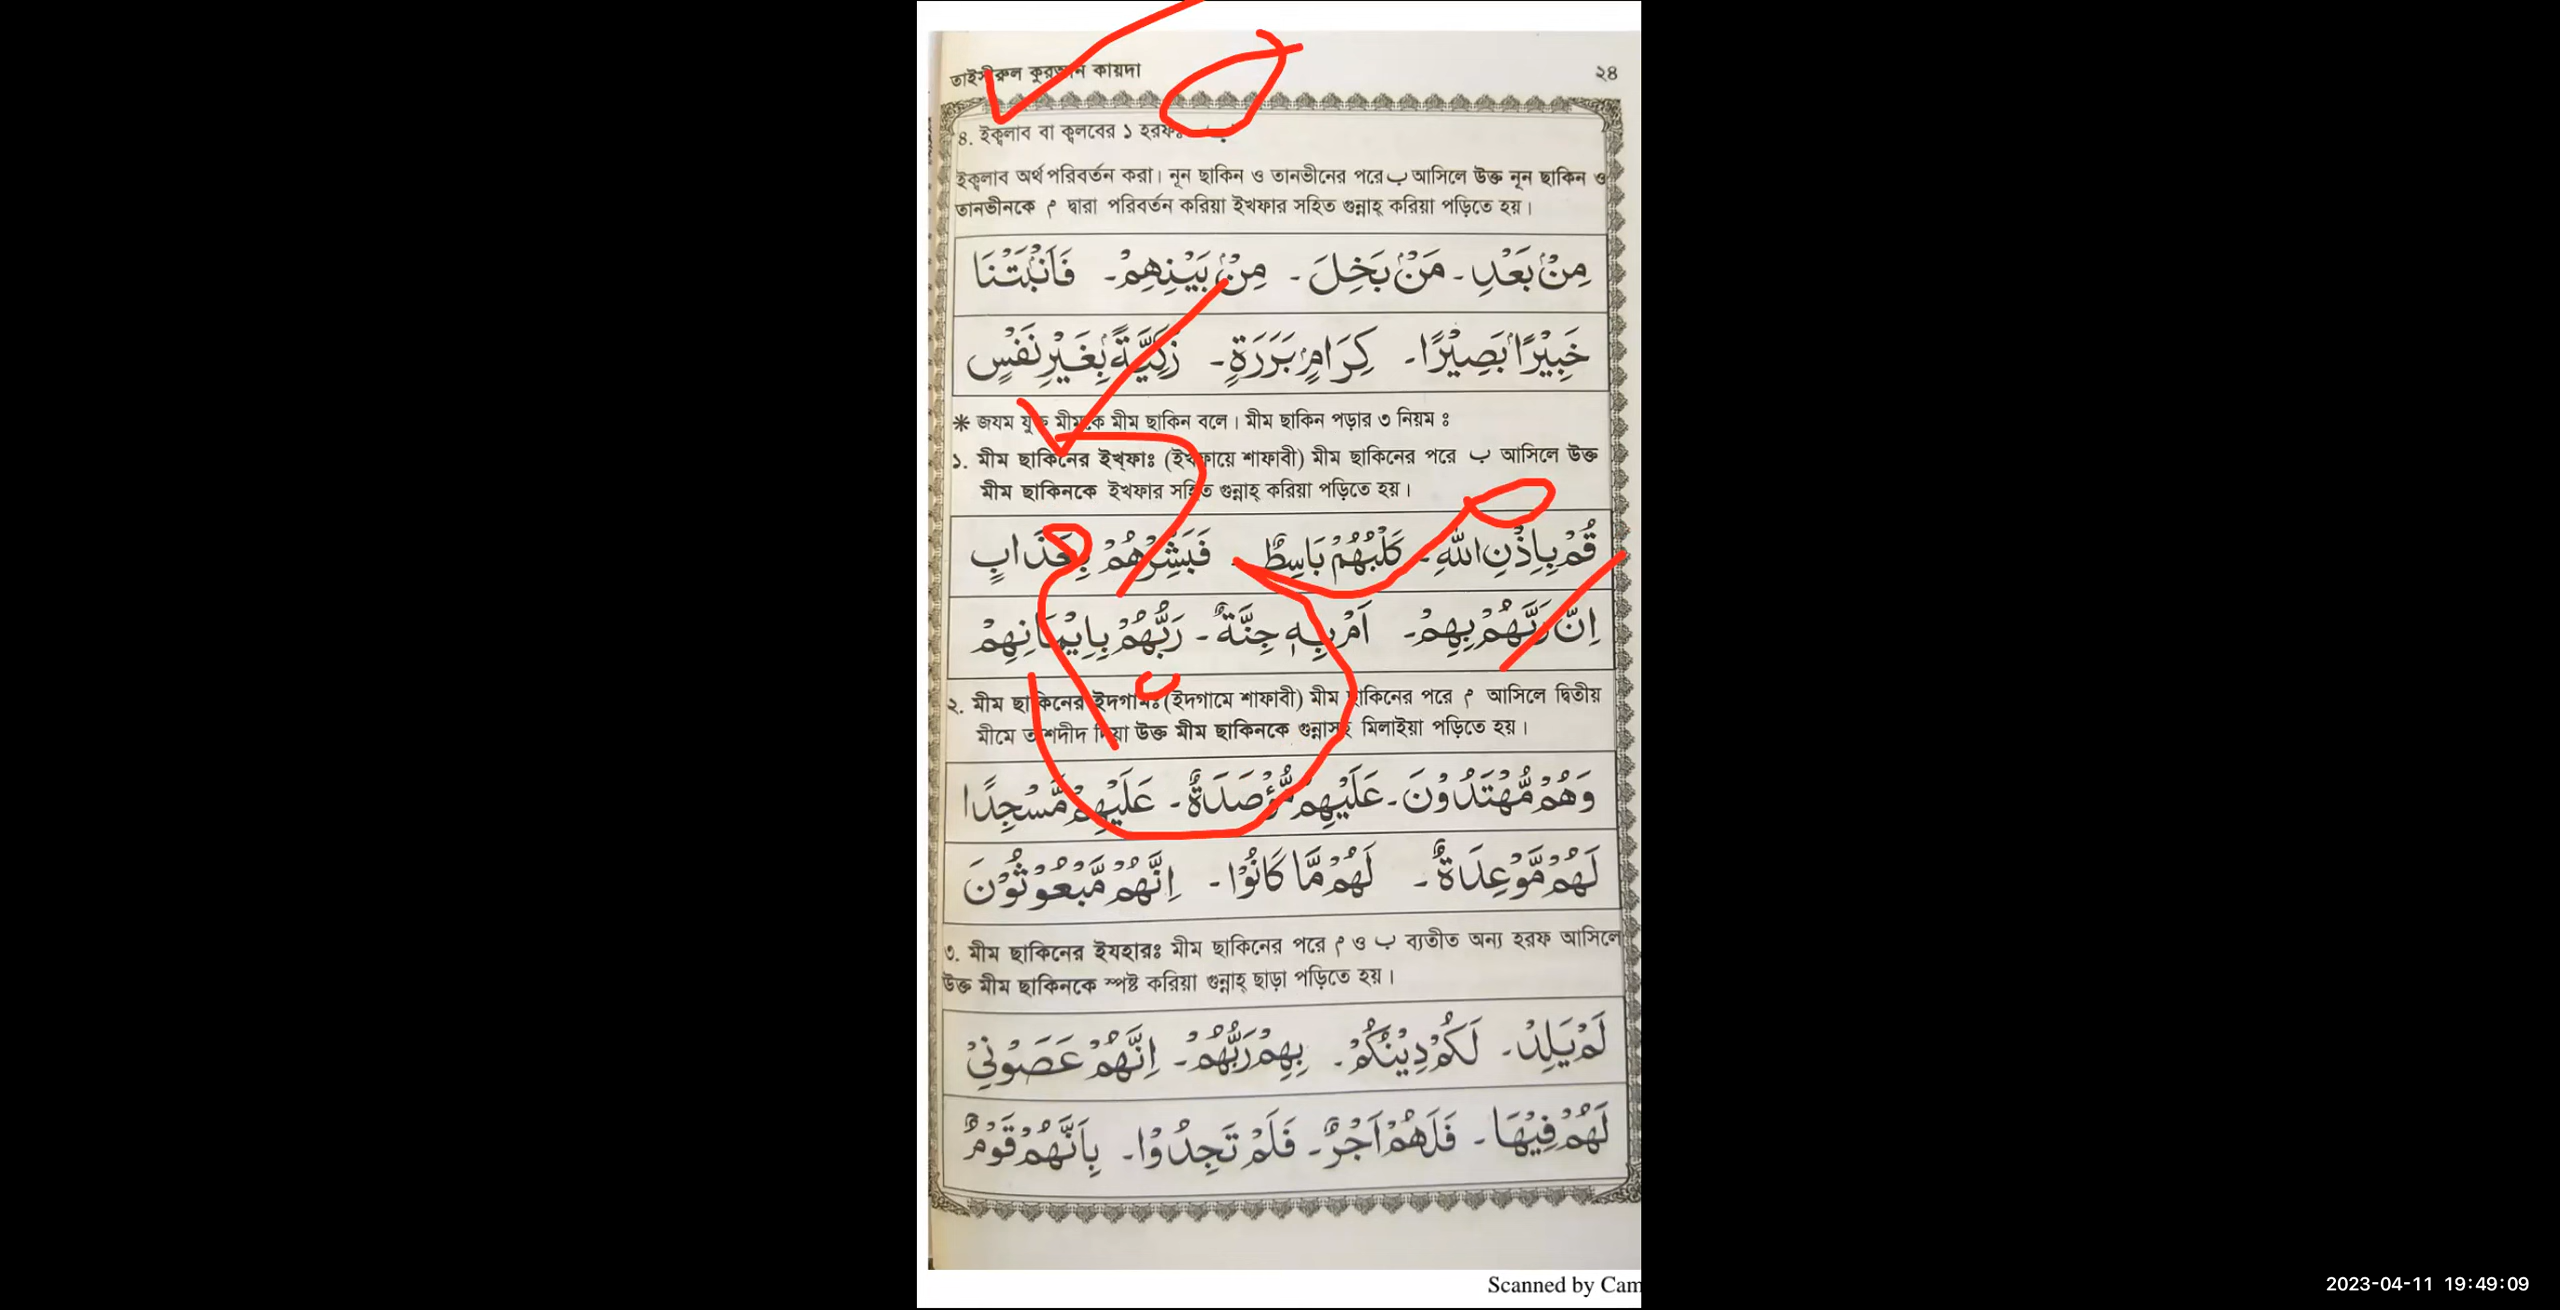 তাইসীরুল কুরআন কায়দা ২৪
৪. ইক্বলাব বা ক্বলবের ১ হরফঃ
ইক্বলাব অর্থ পরিবর্তন করা। নূন ছাকিন ও তানভীনের পরে ب আসিলে উক্ত নূন ছাকিন ও
তানভীনকে م দ্বারা পরিবর্তন করিয়া ইখফার সহিত গুন্নাহ্ করিয়া পড়িতে হয়।
مِنْۢ بَعْدِ - مَنْۢ بَخِلَ - مِنْۢ بَيْنِهِمْ - فَاَنْۢبَتْنَا
خَبِيْرًاۢ بَصِيْرًا - كِرَامٍۢ بَرَرَةٍ - زَكِيَّةًۢ بِغَيْرِ نَفْسٍ
* জযম যুক্ত মীমকে মীম ছাকিন বলে। মীম ছাকিন পড়ার ৩ নিয়ম ঃ
১. মীম ছাকিনের ইখ্ফাঃ (ইখফায়ে শাফাবী) মীম ছাকিনের পরে ب আসিলে উক্ত
মীম ছাকিনকে ইখফার সহিত গুন্নাহ্ করিয়া পড়িতে হয়।
قُمْ بِاِذْنِ اللهِ - كَلْبُهُمْ بَاسِطٌ - فَبَشِّرْهُمْ بِعَذَابٍ
اِنَّ رَبَّهُمْ بِهِمْ - اَمْ بِهٖ جِنَّةٌ - رَبُّهُمْ بِاِيْمَانِهِمْ
২. মীম ছাকিনের ইদগামঃ (ইদগামে শাফাবী) মীম ছাকিনের পরে م আসিলে দ্বিতীয়
মীমে তাশদীদ দিয়া উক্ত মীম ছাকিনকে গুন্নাসহ মিলাইয়া পড়িতে হয়।
وَهُمْ مُّهْتَدُوْنَ - عَلَيْهِمْ مُّؤْصَدَةٌ - عَلَيْهِمْ مَّسْجِدًا
لَهُمْ مَّوْعِدَةٌ - لَهُمْ مَّا كَانُوْا - اِنَّهُمْ مَّبْعُوْثُوْنَ
৩. মীম ছাকিনের ইযহারঃ মীম ছাকিনের পরে م ও ب ব্যতীত অন্য হরফ আসিলে
উক্ত মীম ছাকিনকে স্পষ্ট করিয়া গুন্নাহ্ ছাড়া পড়িতে হয়।
لَمْ يَلِدْ - لَكُمْ دِيْنُكُمْ - بِهِمْ رَبُّهُمْ - اِنَّهُمْ عَصَوْنِيْ
لَهُمْ فِيْهَا - فَلَهُمْ اَجْرٌ - فَلَمْ تَجِدُوْا - بِاَنَّهُمْ قَوْمٌ
Scanned by Cam
2023-04-11 19:49:09